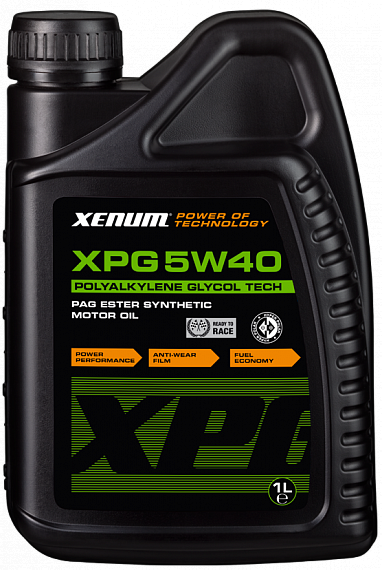 XENUM® POWER OF
TECHNOLOGY
XPG 5W40
POLYALKYLENE GLYCOL TECH
PAG ESTER SYNTHETIC
MOTOR OIL
READY TO
RACE
POWER
PERFORMANCE
ANTI-WEAR
FILM
FUEL
ECONOMY
XPG
1L
e